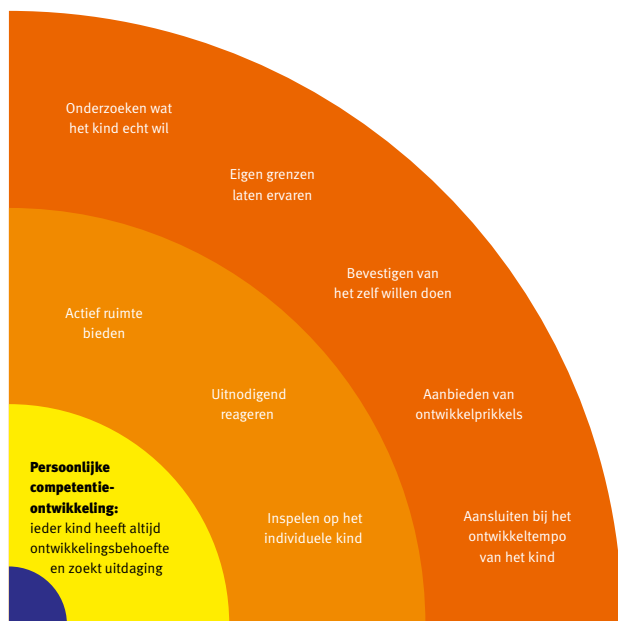 Onderzoeken wat
het kind echt wil
Eigen grenzen
laten ervaren
Bevestigen van
het zelf willen doen
Actief ruimte
bieden
Uitnodigend
reageren
Aanbieden van
ontwikkelprikkels
Persoonlijke
competentie-
ontwikkeling:
ieder kind heeft altijd
ontwikkelingsbehoefte
en zoekt uitdaging
Inspelen op het
individuele kind
Aansluiten bij het
ontwikkeltempo
van het kind